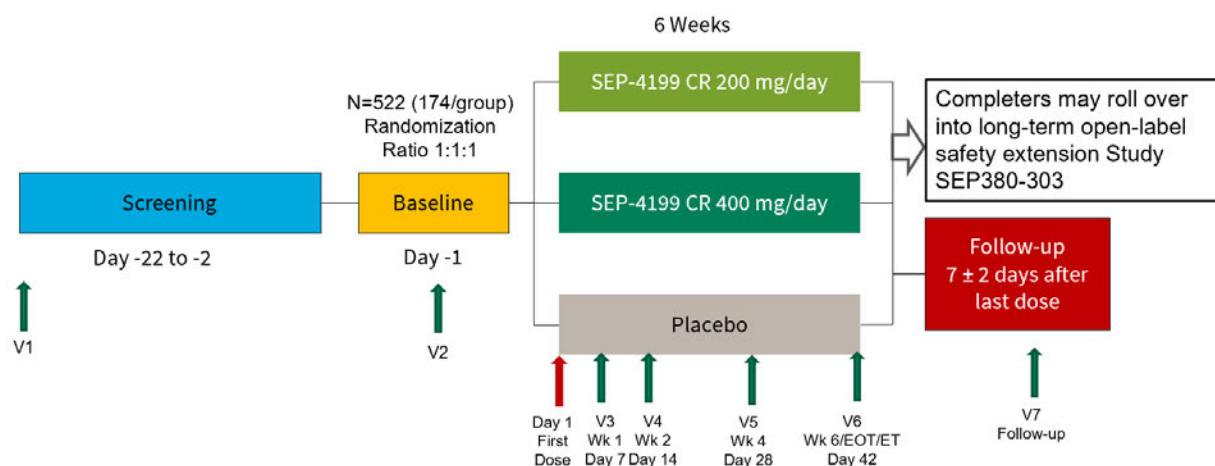 6 Weeks
N=522 (174/group)
Randomization
Ratio 1:1:1
Screening
Day -22 to -2
V1
Baseline
Day -1
V2
SEP-4199 CR 200 mg/day
SEP-4199 CR 400 mg/day
Placebo
Day 1
First
Dose
V3
Wk 1
Day 7
V4
Wk 2
Day 14
V5
Wk 4
Day 28
V6
Wk 6/EOT/ET
Day 42
Completers may roll over
into long-term open-label
safety extension Study
SEP380-303
Follow-up
7 ± 2 days after
last dose
V7
Follow-up